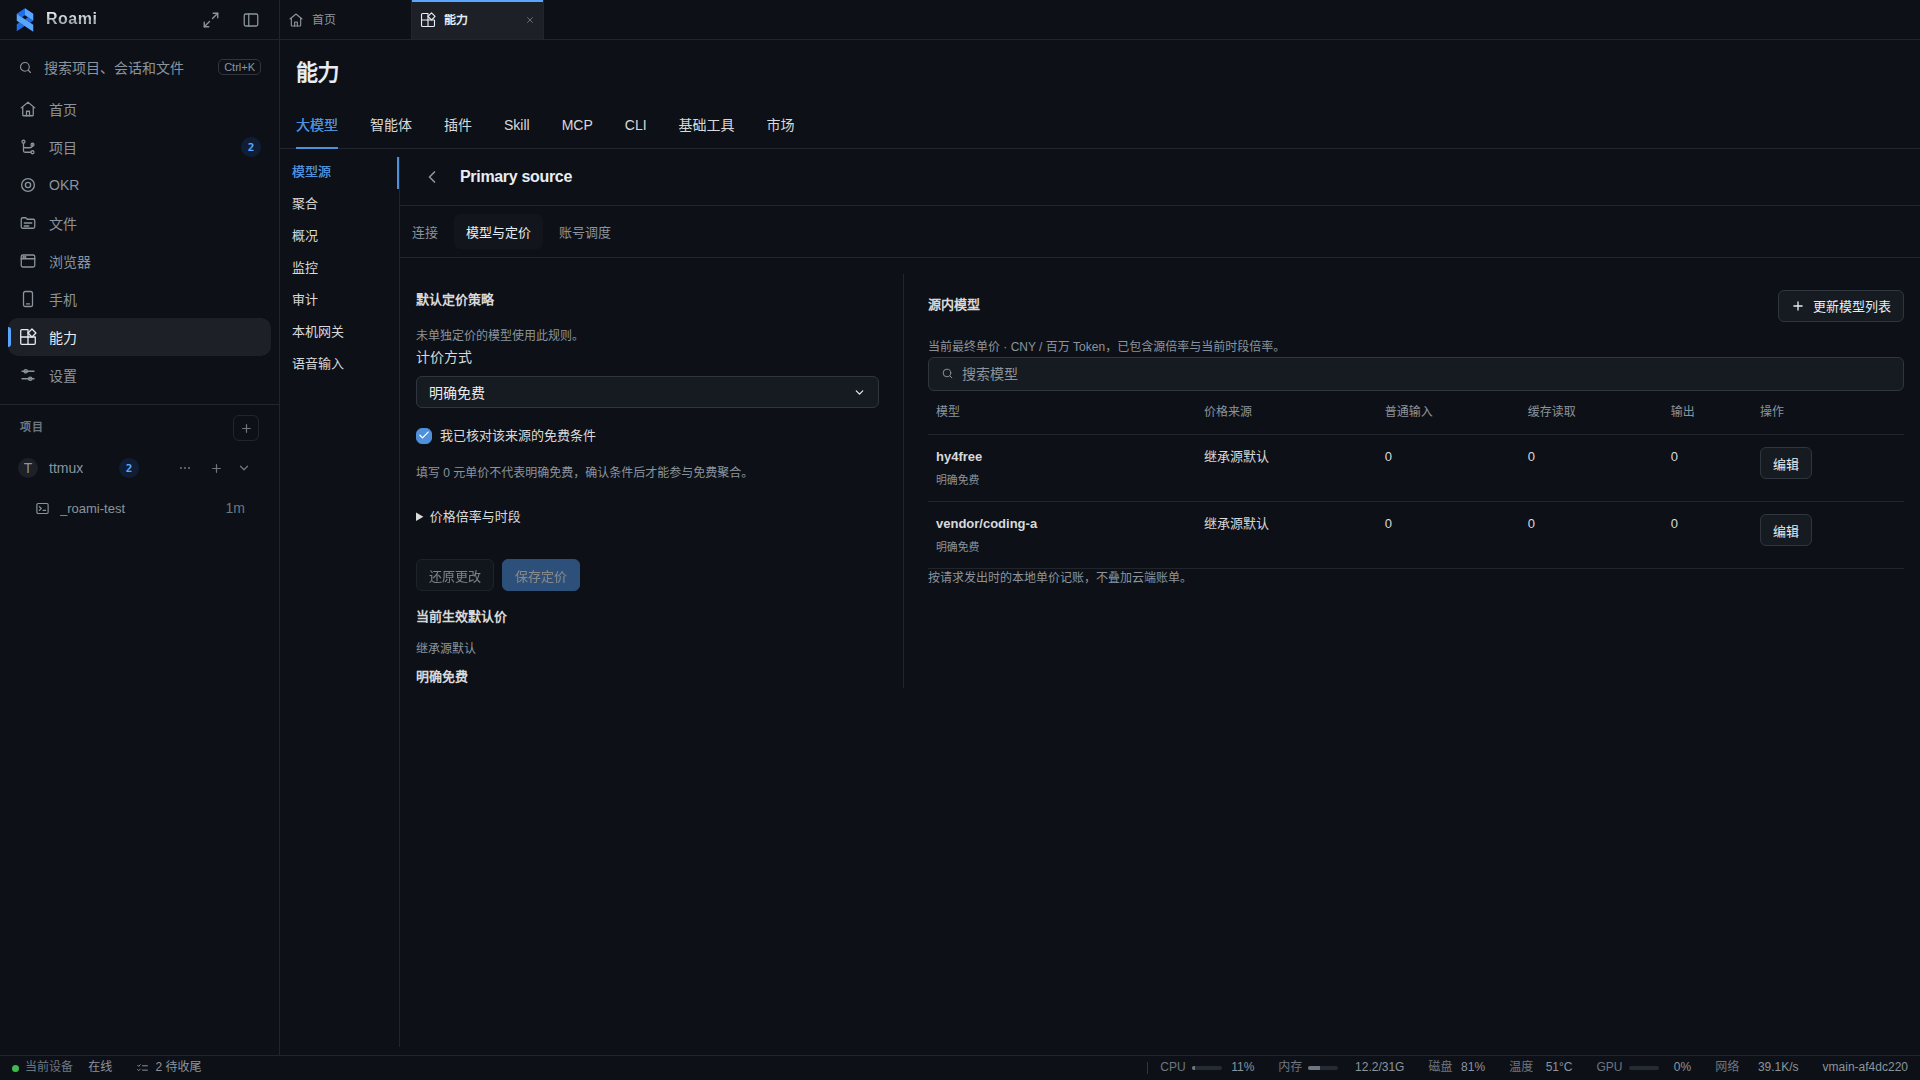 Roami
首页
能力
搜索项目、会话和文件
Ctrl+K
首页
项目
2
OKR
文件
浏览器
手机
能力
设置
项目
T
ttmux
2
_roami-test
1m
能力
大模型 智能体 插件 Skill MCP CLI 基础工具 市场
模型源
聚合
概况
监控
审计
本机网关
语音输入
Primary source
连接 模型与定价 账号调度
默认定价策略
未单独定价的模型使用此规则。
计价方式
明确免费
我已核对该来源的免费条件
填写 0 元单价不代表明确免费，确认条件后才能参与免费聚合。
价格倍率与时段
还原更改 保存定价
当前生效默认价
继承源默认
明确免费
源内模型
更新模型列表
当前最终单价 · CNY / 百万 Token，已包含源倍率与当前时段倍率。
搜索模型
模型 价格来源 普通输入 缓存读取 输出 操作
hy4free 继承源默认 0 0 0 编辑
明确免费
vendor/coding-a 继承源默认 0 0 0 编辑
明确免费
按请求发出时的本地单价记账，不叠加云端账单。
当前设备 在线 2 待收尾
CPU 11% 内存 12.2/31G 磁盘 81% 温度 51°C GPU 0% 网络 39.1K/s vmain-af4dc220